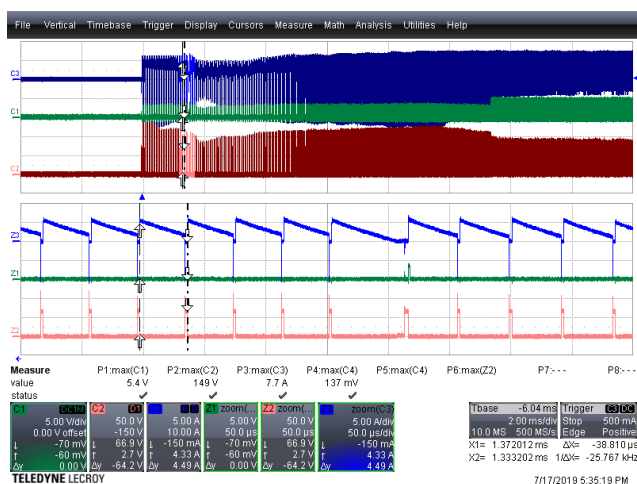 File Vertical Timebase Trigger Display Cursors Measure Math Analysis Utilities Help
C3
C1
C2
Z3
Z1
Z2
Measure P1:max(C1) P2:max(C2) P3:max(C3) P4:max(C4) P5:max(C4) P6:max(Z2) P7:- - - P8:- - -
value 5.4 V 149 V 7.7 A 137 mV
status
C1 DC1M C2 D1 Z1 zoom(... Z2 zoom(... zoom(C3)
5.00 V/div 50.0 V 5.00 A 5.00 V 50.0 V 5.00 A/div
0.00 V offset -150 V 10.00 A 50.0 µs 50.0 µs 50.0 µs/div
-70 mV 66.9 V -150 mA -70 mV 66.9 V -150 mA
-60 mV 2.7 V 4.33 A -60 mV 2.7 V 4.33 A
Δy 0.00 V Δy -64.2 V Δy 4.49 A Δy 0.00 V Δy -64.2 V Δy 4.49 A
Tbase -6.04 ms Trigger C3 DC
2.00 ms/div Stop 500 mA
10.0 MS 500 MS/s Edge Positive
X1= 1.372012 ms ΔX= -38.810 µs
X2= 1.333202 ms 1/ΔX= -25.767 kHz
TELEDYNE LECROY 7/17/2019 5:35:19 PM